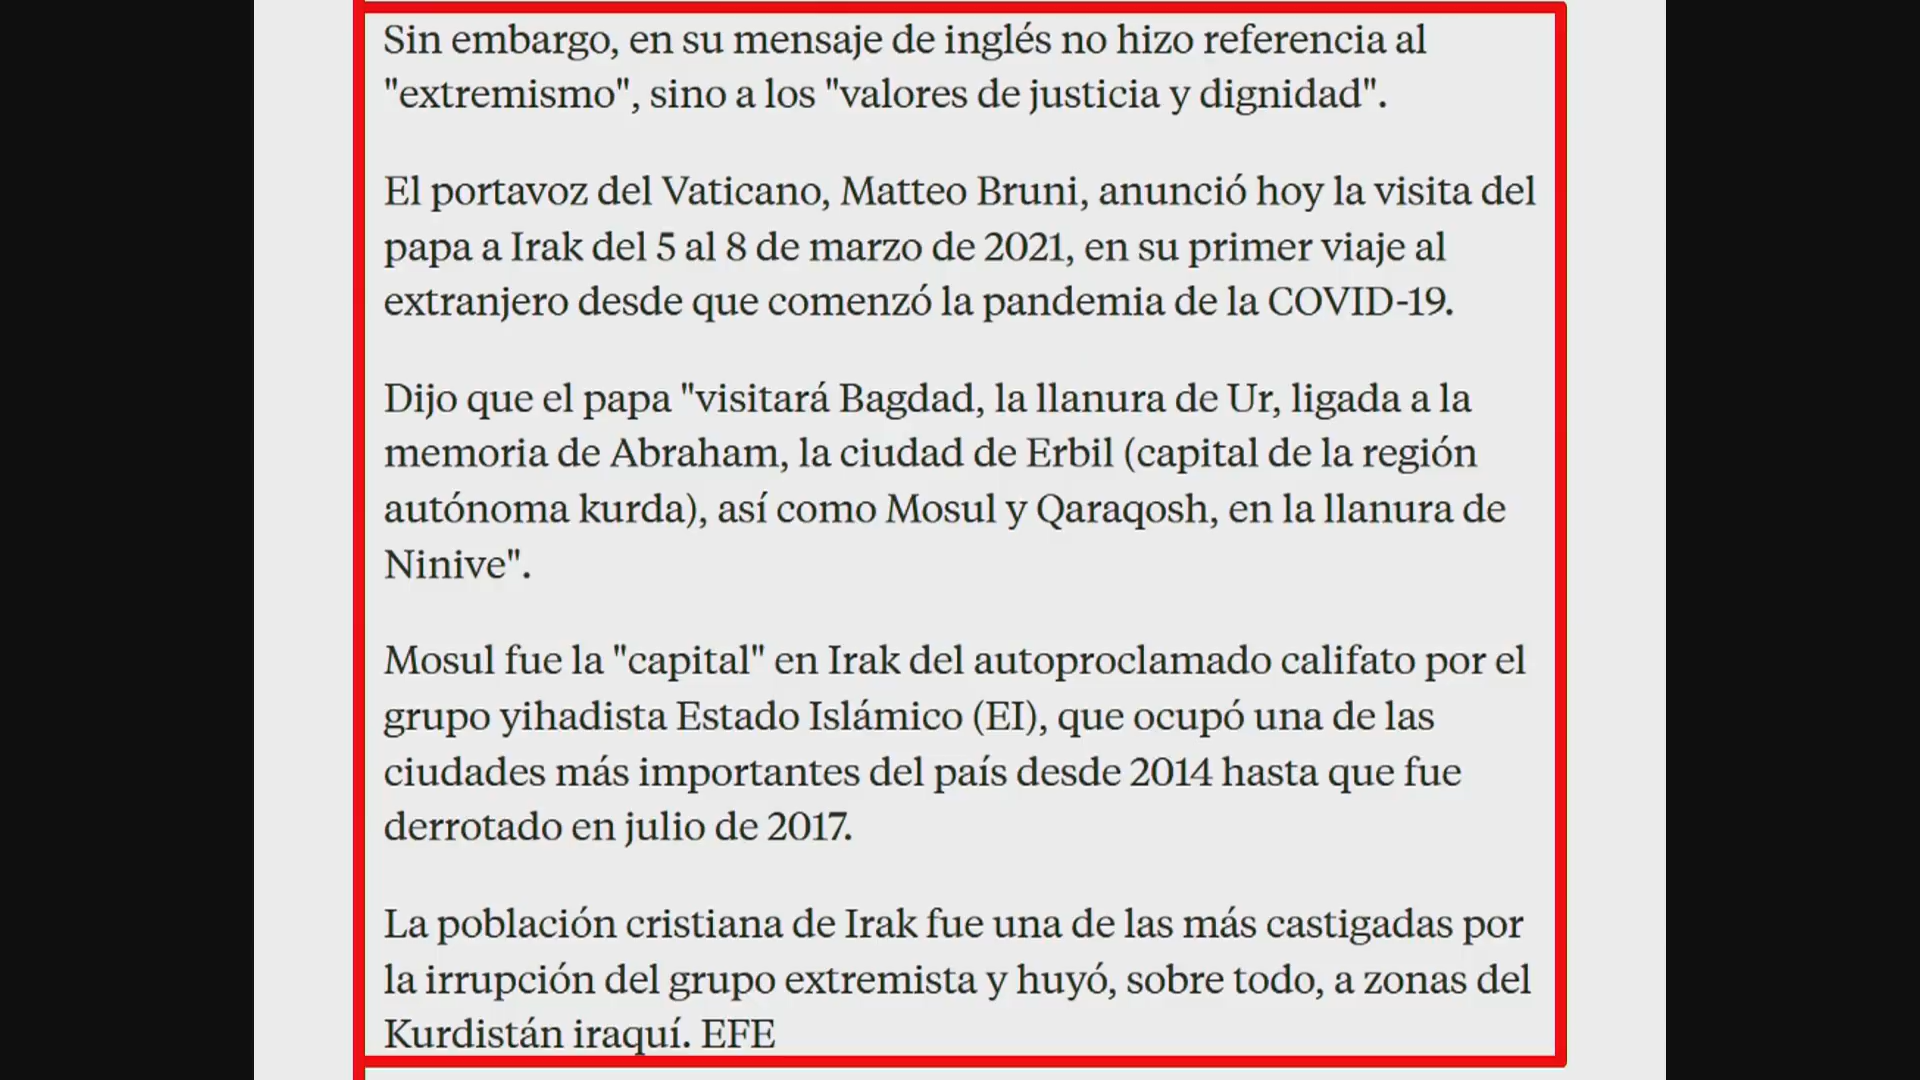 Sin embargo, en su mensaje de inglés no hizo referencia al
"extremismo", sino a los "valores de justicia y dignidad".
El portavoz del Vaticano, Matteo Bruni, anunció hoy la visita del
papa a Irak del 5 al 8 de marzo de 2021, en su primer viaje al
extranjero desde que comenzó la pandemia de la COVID-19.
Dijo que el papa "visitará Bagdad, la llanura de Ur, ligada a la
memoria de Abraham, la ciudad de Erbil (capital de la región
autónoma kurda), así como Mosul y Qaraqosh, en la llanura de
Ninive".
Mosul fue la "capital" en Irak del autoproclamado califato por el
grupo yihadista Estado Islámico (EI), que ocupó una de las
ciudades más importantes del país desde 2014 hasta que fue
derrotado en julio de 2017.
La población cristiana de Irak fue una de las más castigadas por
la irrupción del grupo extremista y huyó, sobre todo, a zonas del
Kurdistán iraquí. EFE